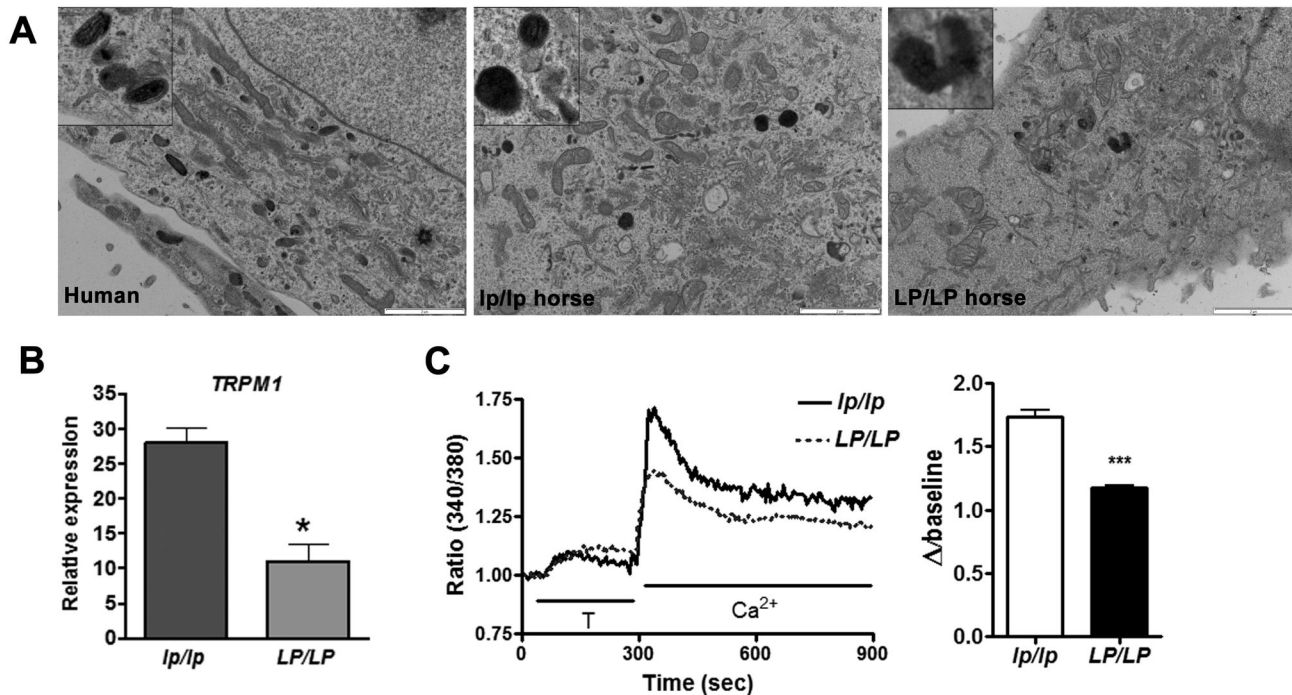 A
Human
lp/lp horse
LP/LP horse
B
TRPM1
Relative expression
35
30
25
20
15
10
5
0
*
lp/lp
LP/LP
C
Ratio (340/380)
1.75
1.50
1.25
1.00
0.75
lp/lp
LP/LP
T
Ca²⁺
0
300
600
900
Time (sec)
Δ/baseline
2.0
1.5
1.0
0.5
0.0
***
lp/lp
LP/LP